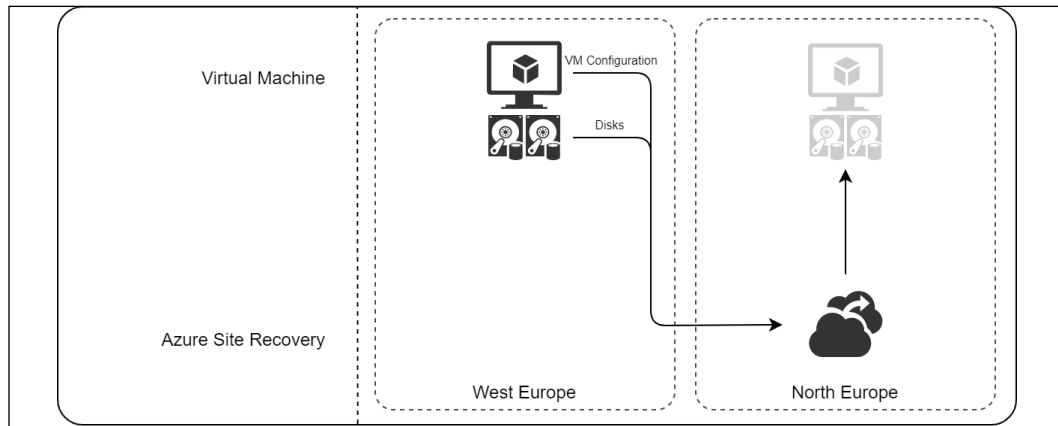 Virtual Machine
VM Configuration
Disks
Azure Site Recovery
West Europe
North Europe